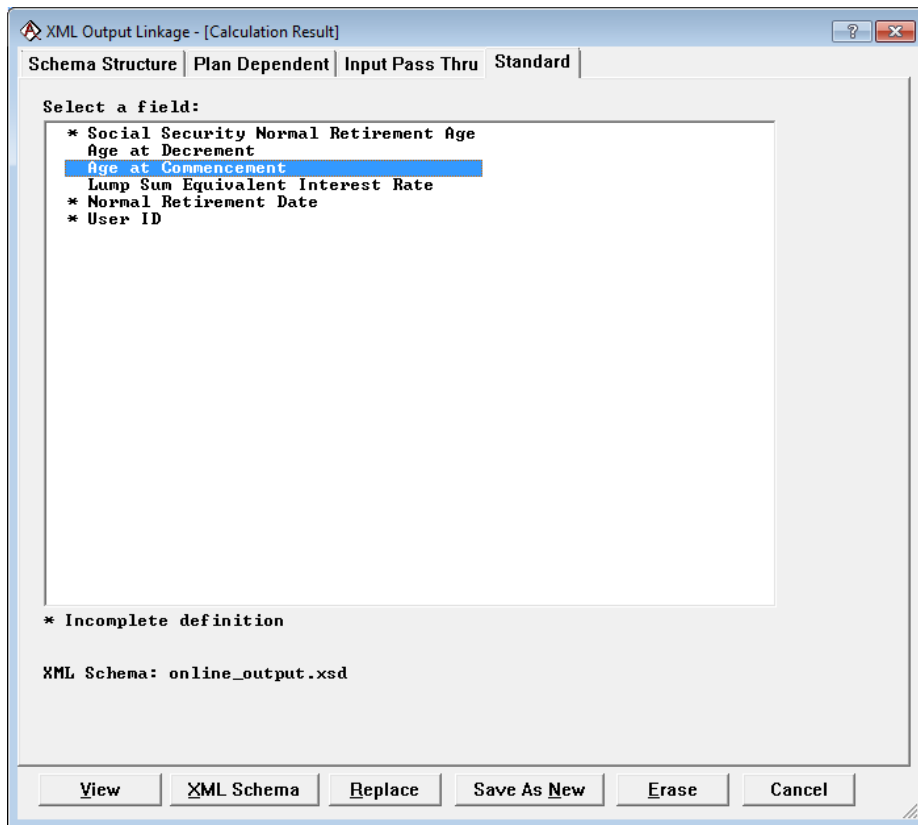 XML Output Linkage - [Calculation Result]
Schema Structure Plan Dependent Input Pass Thru Standard
Select a field:
* Social Security Normal Retirement Age
Age at Decrement
Age at Commencement
Lump Sum Equivalent Interest Rate
* Normal Retirement Date
* User ID
* Incomplete definition
XML Schema: online_output.xsd
View XML Schema Replace Save As New Erase Cancel